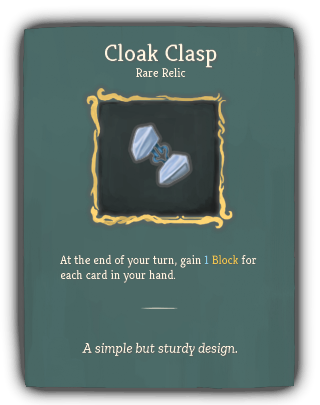 Cloak Clasp
Rare Relic
At the end of your turn, gain 1 Block for
each card in your hand.
A simple but sturdy design.